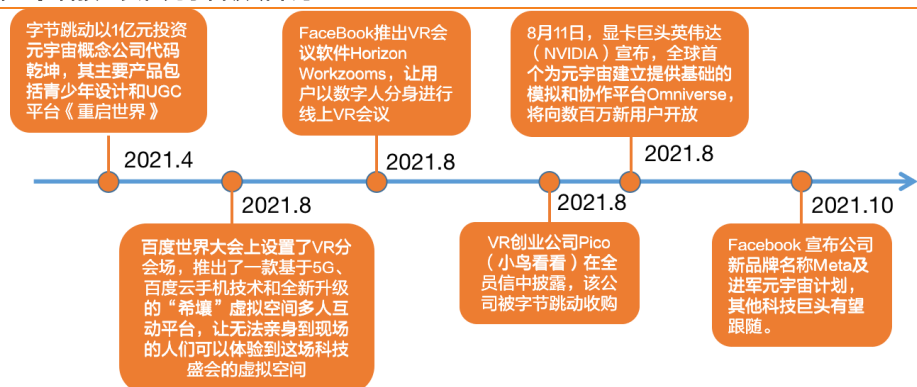 字节跳动以1亿元投资
元宇宙概念公司代码
乾坤，其主要产品包
括青少年设计和UGC
平台《重启世界》
2021.4
百度世界大会上设置了VR分
会场，推出了一款基于5G、
百度云手机技术和全新升级
的“希壤”虚拟空间多人互
动平台，让无法亲身到现场
的人们可以体验到这场科技
盛会的虚拟空间
2021.8
FaceBook推出VR会
议软件Horizon
Workzooms，让用
户以数字人分身进行
线上VR会议
2021.8
VR创业公司Pico
（小鸟看看）在全
员信中披露，该公
司被字节跳动收购
2021.8
8月11日，显卡巨头英伟达
（NVIDIA）宣布，全球首
个为元宇宙建立提供基础的
模拟和协作平台Omniverse，
将向数百万新用户开放
2021.8
Facebook 宣布公司
新品牌名称Meta及
进军元宇宙计划，
其他科技巨头有望
跟随。
2021.10